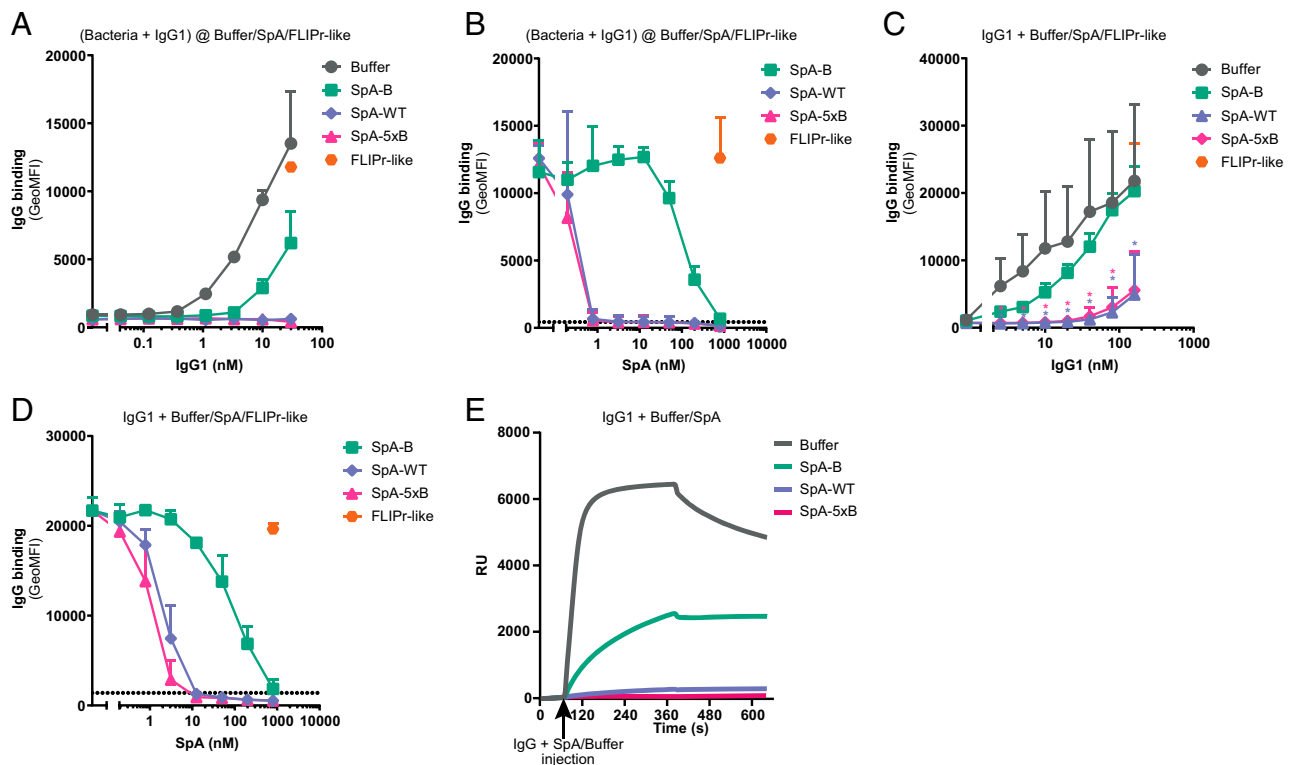 A
(Bacteria + IgG1) @ Buffer/SpA/FLIPr-like
20000
15000
10000
5000
0
IgG binding
(GeoMFI)
0.1
1
10
100
IgG1 (nM)
Buffer
SpA-B
SpA-WT
SpA-5xB
FLIPr-like
B
(Bacteria + IgG1) @ Buffer/SpA/FLIPr-like
20000
15000
10000
5000
0
IgG binding
(GeoMFI)
1
10
100
1000
10000
SpA (nM)
SpA-B
SpA-WT
SpA-5xB
FLIPr-like
C
IgG1 + Buffer/SpA/FLIPr-like
40000
30000
20000
10000
0
IgG binding
(GeoMFI)
* * * * * * * * *
10
100
1000
IgG1 (nM)
Buffer
SpA-B
SpA-WT
SpA-5xB
FLIPr-like
D
IgG1 + Buffer/SpA/FLIPr-like
30000
20000
10000
0
IgG binding
(GeoMFI)
1
10
100
1000
10000
SpA (nM)
SpA-B
SpA-WT
SpA-5xB
FLIPr-like
E
IgG1 + Buffer/SpA
8000
6000
4000
2000
0
RU
0
120
240
360
480
600
Time (s)
IgG + SpA/Buffer
injection
Buffer
SpA-B
SpA-WT
SpA-5xB